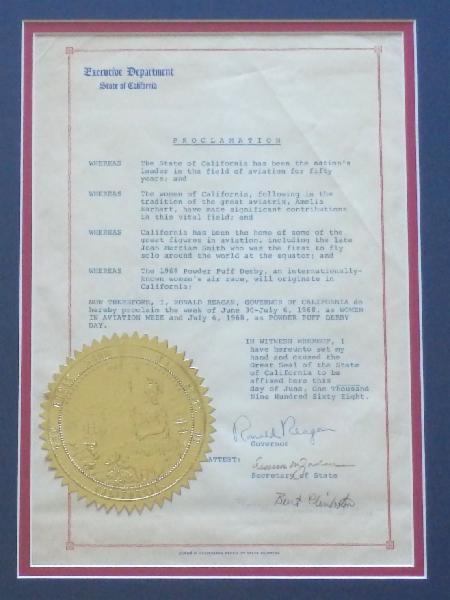 Executive Department
State of California
PROCLAMATION
WHEREAS The State of California has been the nation's
leader in the field of aviation for fifty
years; and
WHEREAS The women of California, following in the
tradition of the great aviatrix, Amelia
Earhart, have made significant contributions
in this vital field; and
WHEREAS California has been the home of some of the
great figures in aviation, including the late
Joan Merriam Smith who was the first to fly
solo around the world at the equator; and
WHEREAS The 1968 Powder Puff Derby, an internationally-
known women's air race, will originate in
California;
NOW THEREFORE, I, RONALD REAGAN, GOVERNOR OF CALIFORNIA do
hereby proclaim the week of June 30-July 6, 1968, as WOMEN
IN AVIATION WEEK and July 6, 1968, as POWDER PUFF DERBY
DAY.
IN WITNESS WHEREOF, I
have hereunto set my
hand and caused the
Great Seal of the State
of California to be
affixed here this
day of June, One Thousand
Nine Hundred Sixty Eight.
Ronald Reagan
Governor
ATTEST:
Secretary of State